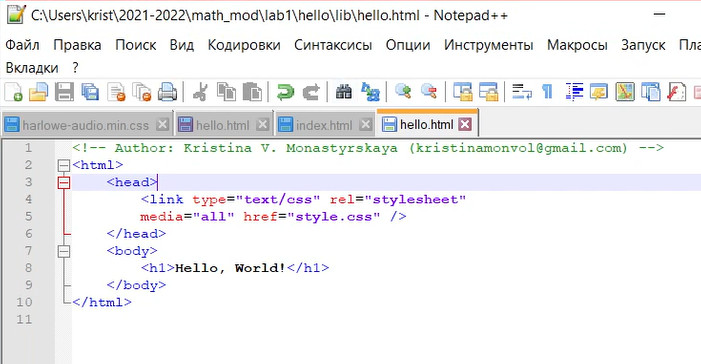 C:\Users\krist\2021-2022\math_mod\lab1\hello\lib\hello.html - Notepad++
Файл Правка Поиск Вид Кодировки Синтаксисы Опции Инструменты Макросы Запуск Пла
Вкладки ?
harlowe-audio.min.css hello.html index.html hello.html
1 <!-- Author: Kristina V. Monastyrskaya (kristinamonvol@gmail.com) -->
2 <html>
3 <head>
4 <link type="text/css" rel="stylesheet"
5 media="all" href="style.css" />
6 </head>
7 <body>
8 <h1>Hello, World!</h1>
9 </body>
10 </html>
11